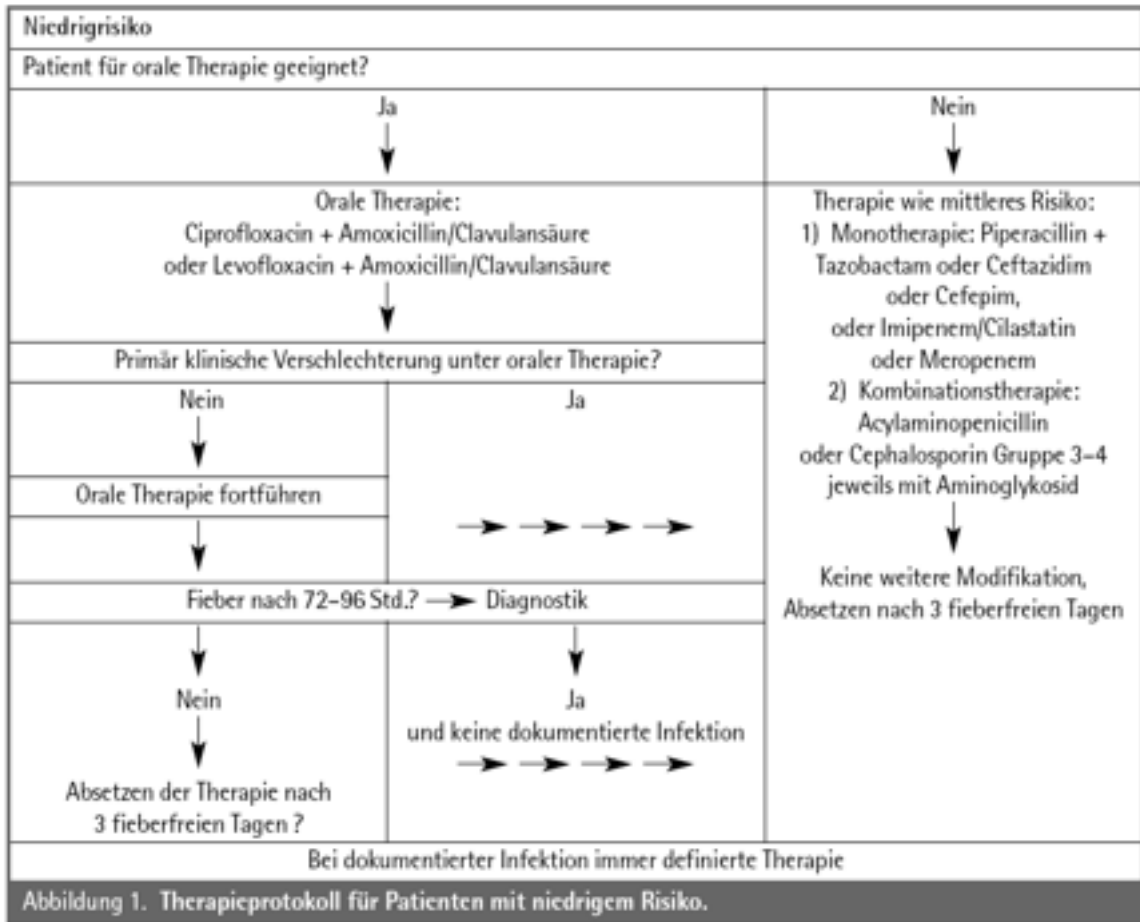 Niedrigrisiko
Patient für orale Therapie geeignet?
Ja
Nein
Orale Therapie:
Ciprofloxacin + Amoxicillin/Clavulansäure
oder Levofloxacin + Amoxicillin/Clavulansäure
Primär klinische Verschlechterung unter oraler Therapie?
Nein
Ja
Orale Therapie fortführen
Fieber nach 72–96 Std.? Diagnostik
Nein
Ja
und keine dokumentierte Infektion
Absetzen der Therapie nach
3 fieberfreien Tagen ?
Therapie wie mittleres Risiko:
1) Monotherapie: Piperacillin +
Tazobactam oder Ceftazidim
oder Cefepim,
oder Imipenem/Cilastatin
oder Meropenem
2) Kombinationstherapie:
Acylaminopenicillin
oder Cephalosporin Gruppe 3–4
jeweils mit Aminoglykosid
Keine weitere Modifikation,
Absetzen nach 3 fieberfreien Tagen
Bei dokumentierter Infektion immer definierte Therapie
Abbildung 1. Therapieprotokoll für Patienten mit niedrigem Risiko.